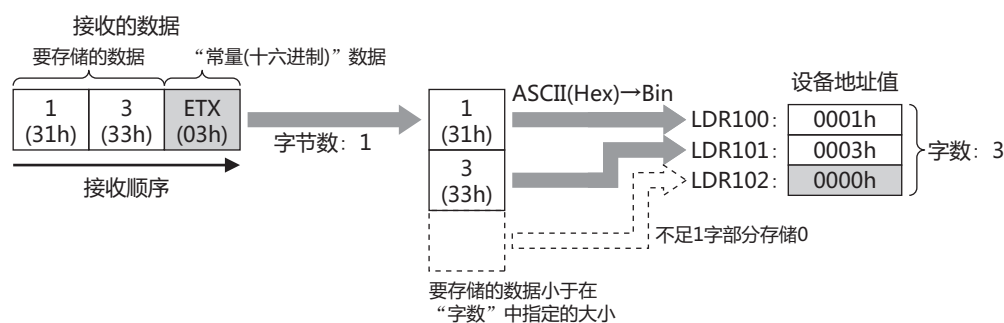 接收的数据
要存储的数据 “常量(十六进制)”数据
1 3 ETX
(31h) (33h) (03h)
接收顺序
字节数：1
1
(31h)
3
(33h)
要存储的数据小于在
“字数”中指定的大小
ASCII(Hex)→Bin
不足1字部分存储0
设备地址值
LDR100： 0001h
LDR101： 0003h
LDR102： 0000h
字数：3